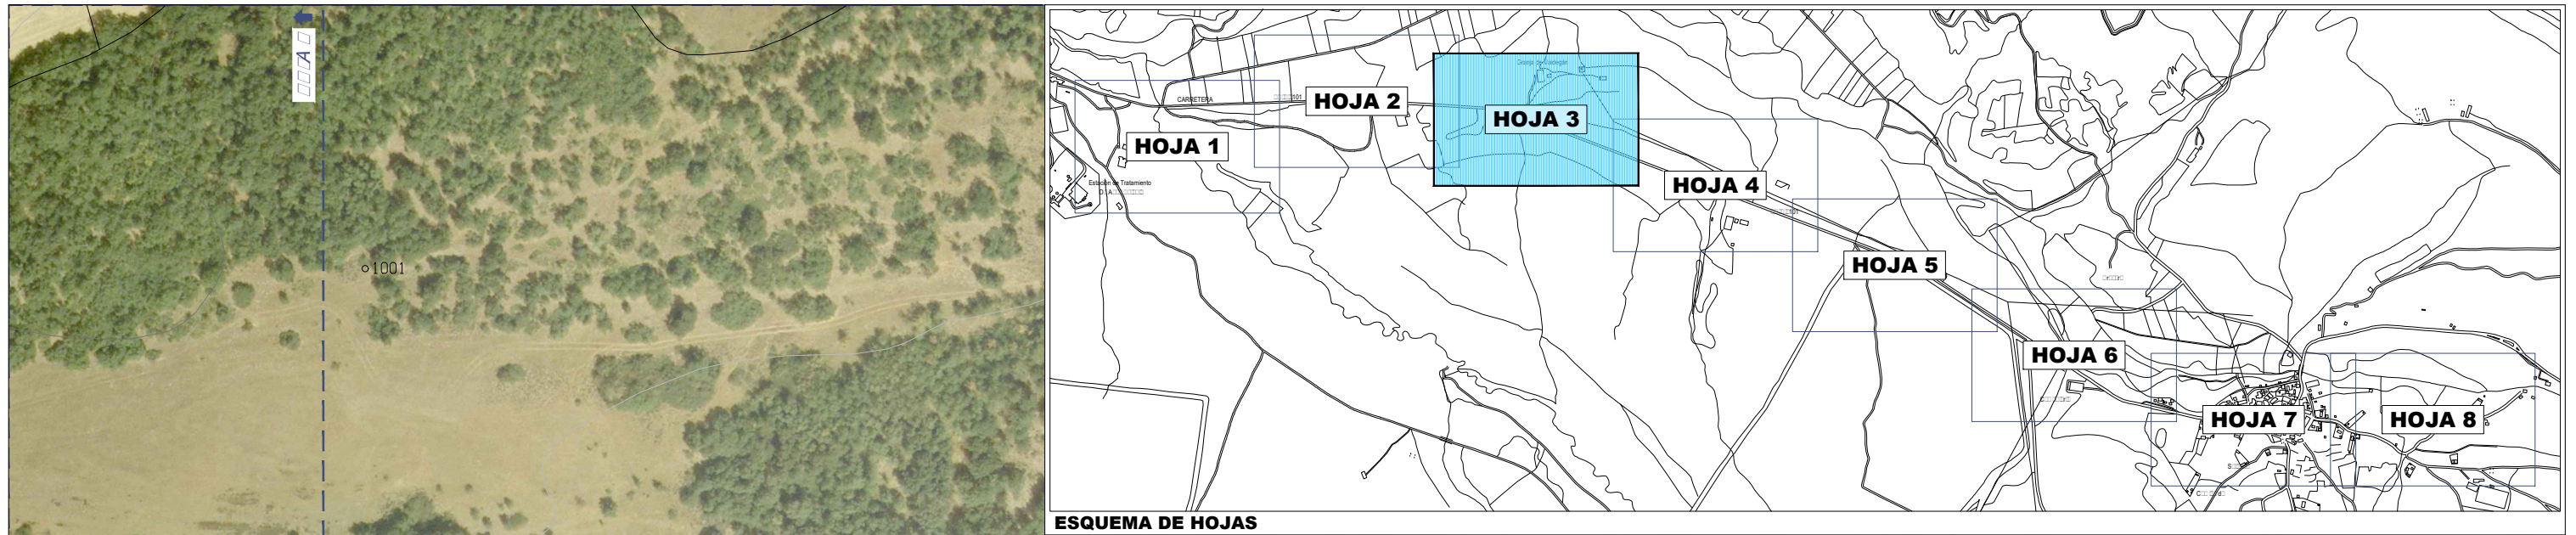 1001
CARRETERA
HOJA 1
HOJA 2
HOJA 3
HOJA 4
HOJA 5
HOJA 6
HOJA 7
HOJA 8
Estación de Tratamiento
ESQUEMA DE HOJAS